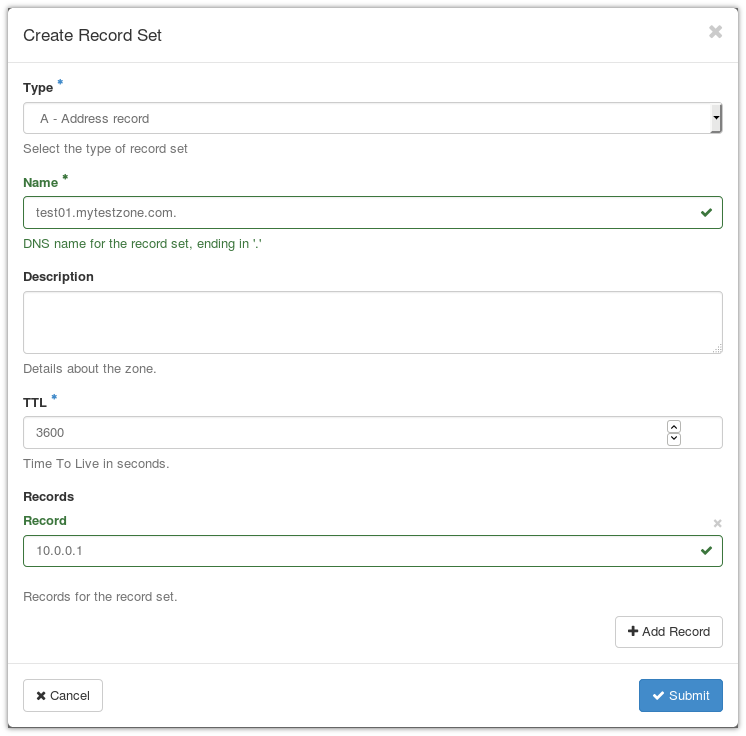 Create Record Set
Type *
A - Address record
Select the type of record set
Name *
test01.mytestzone.com.
DNS name for the record set, ending in '.'
Description
Details about the zone.
TTL *
3600
Time To Live in seconds.
Records
Record
10.0.0.1
Records for the record set.
Add Record
Cancel
Submit